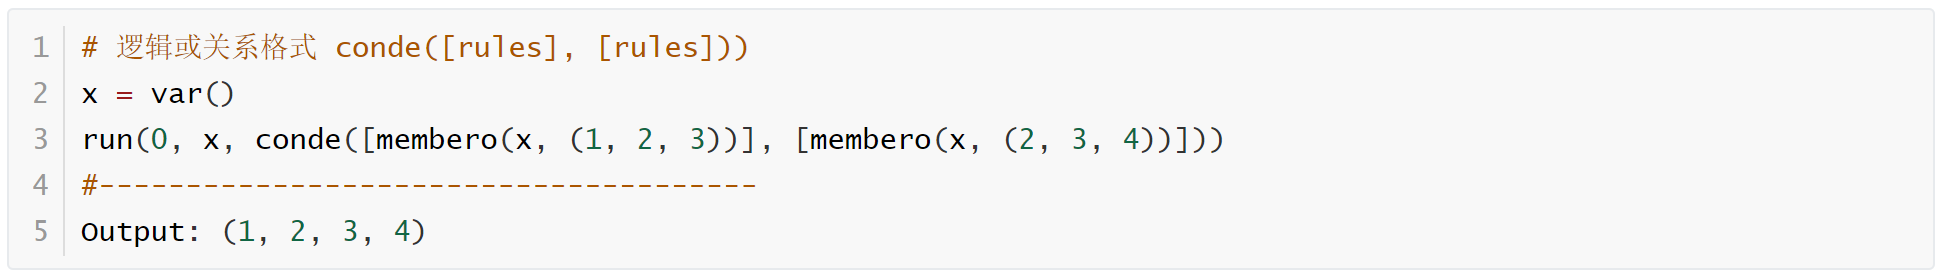 1 # 逻辑或关系格式 conde([rules], [rules]))
2 x = var()
3 run(0, x, conde([membero(x, (1, 2, 3))], [membero(x, (2, 3, 4))]))
4 #--------------------------------------
5 Output: (1, 2, 3, 4)